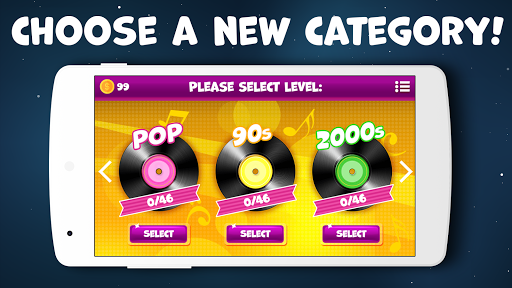 CHOOSE A NEW CATEGORY!
99 PLEASE SELECT LEVEL:
POP 90s 2000s
0/46 0/46 0/46
SELECT SELECT SELECT